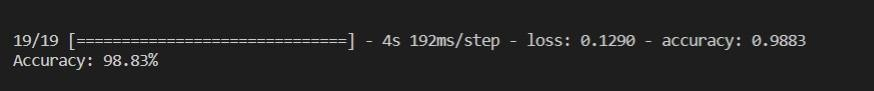 19/19 [==============================] - 4s 192ms/step - loss: 0.1290 - accuracy: 0.9883
Accuracy: 98.83%